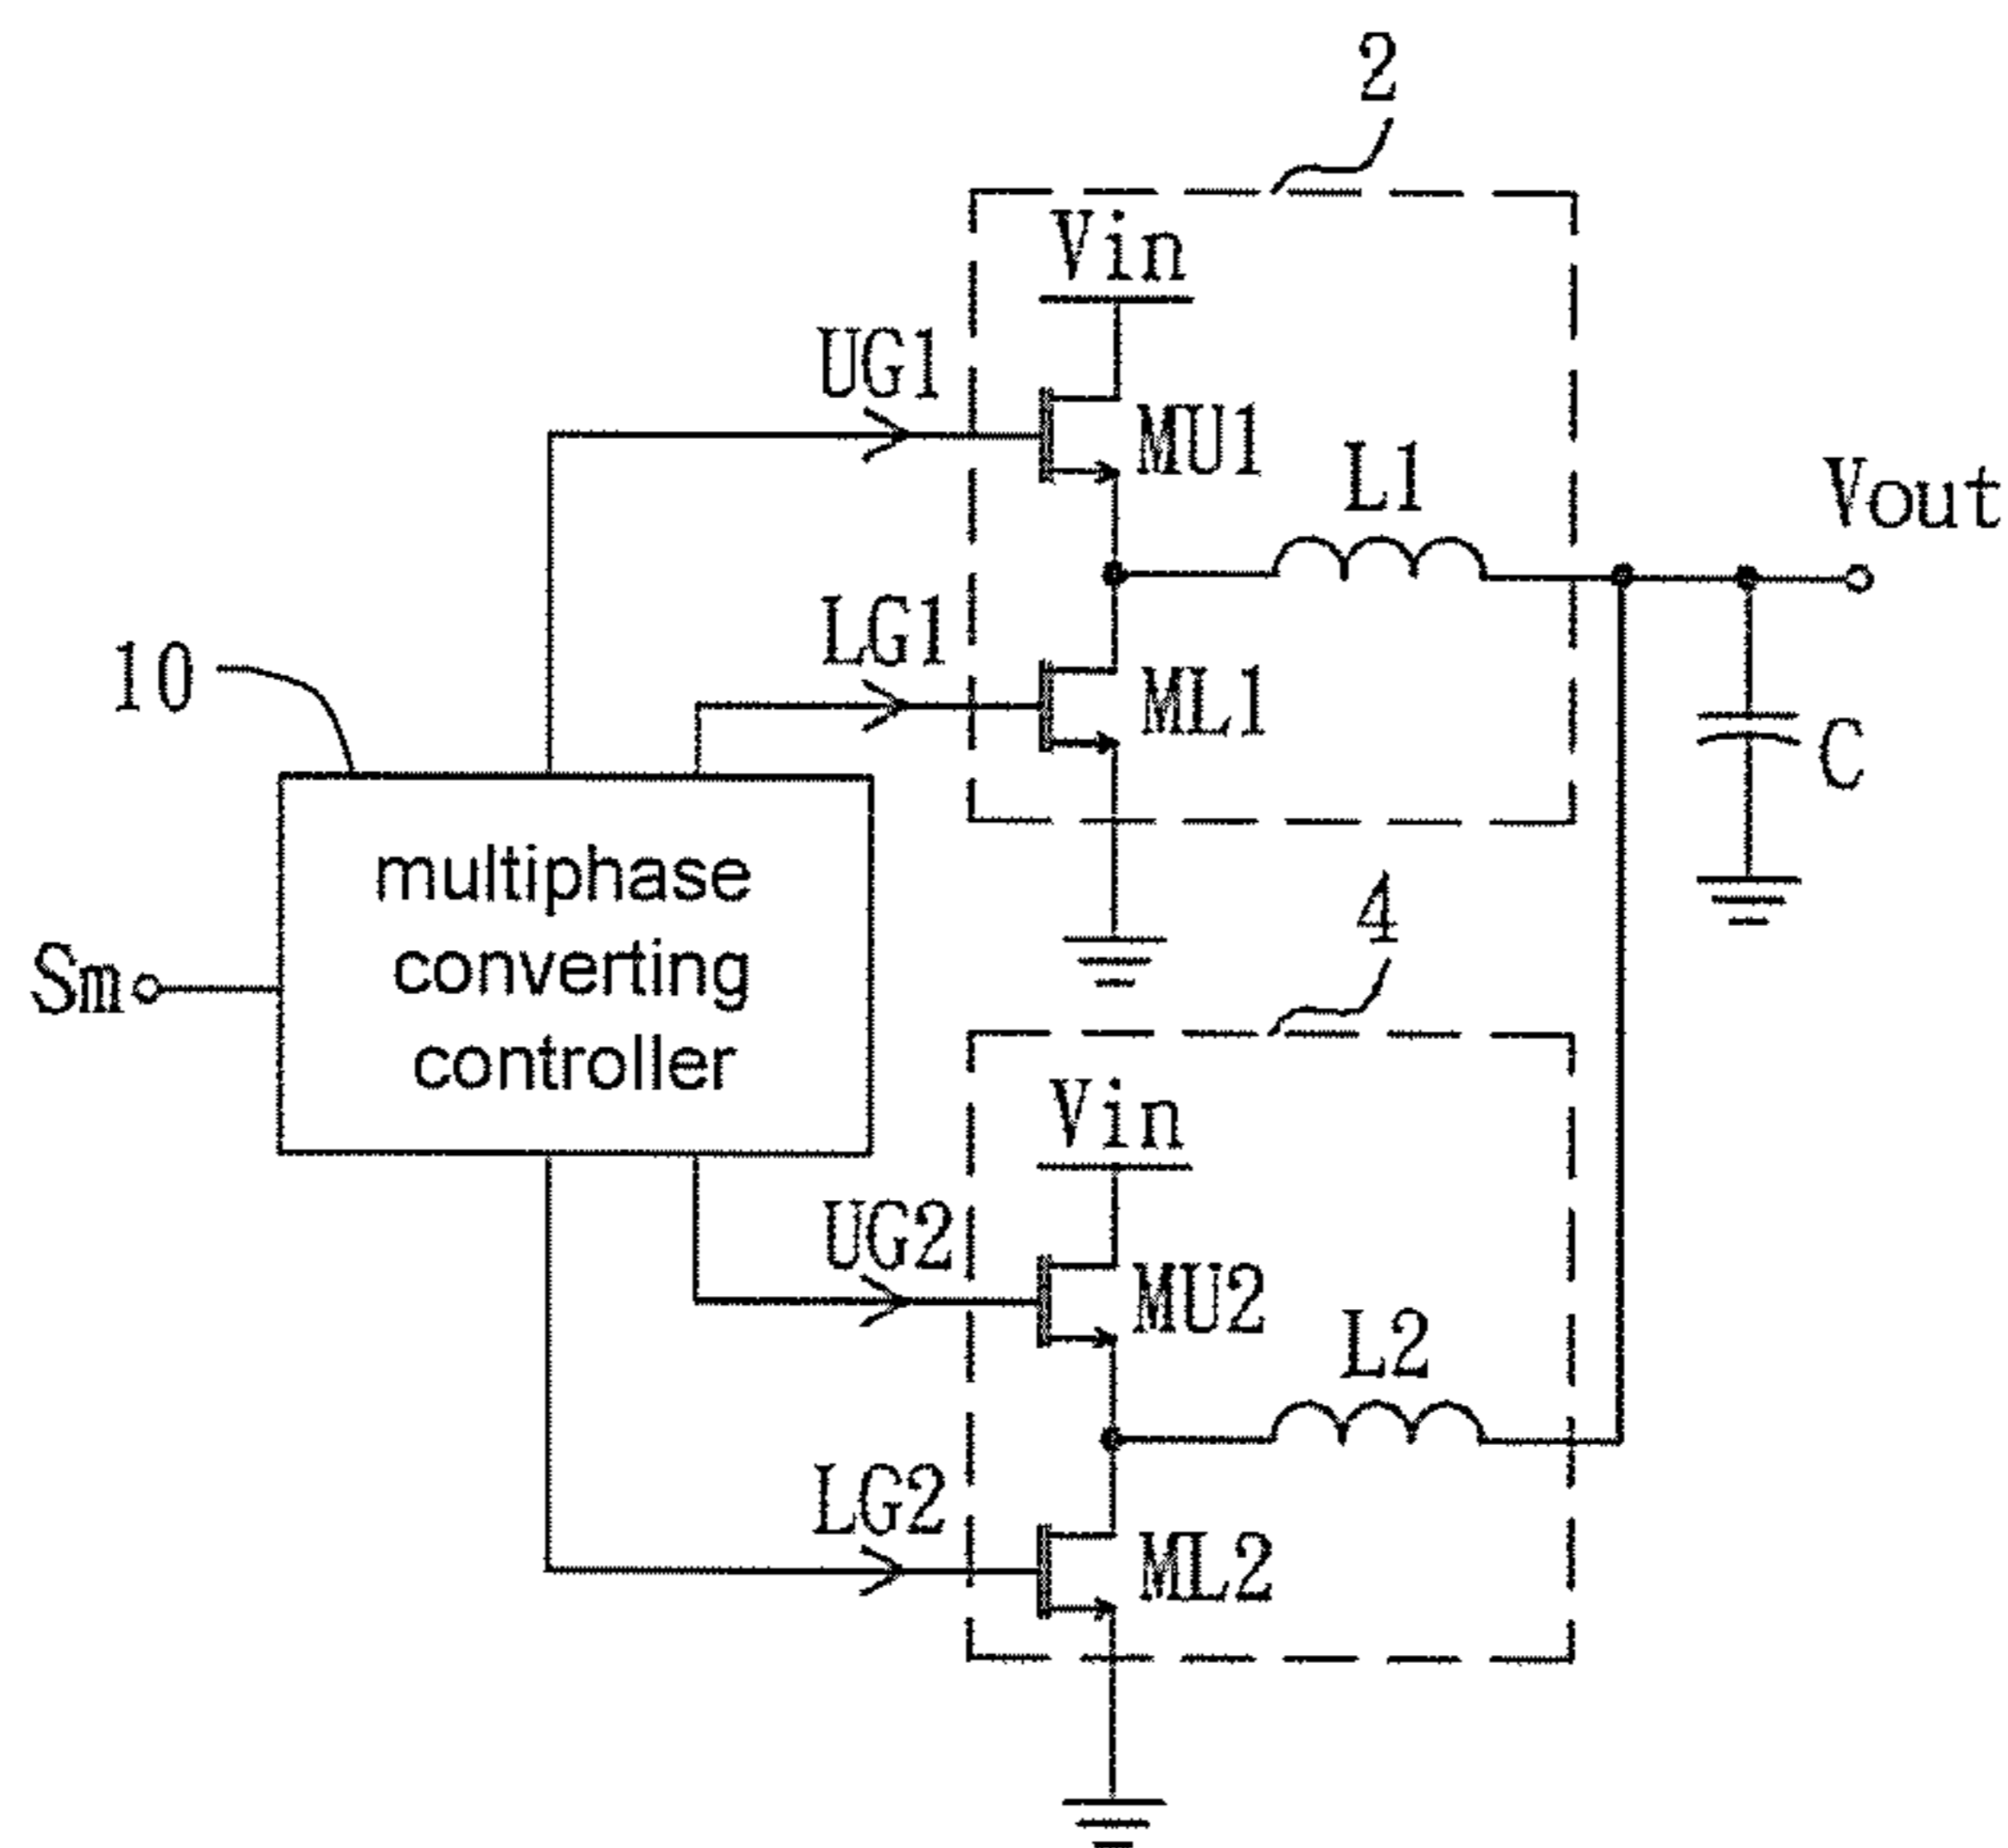 2
Vin
UG1
MU1
L1
Vout
LG1
ML1
10
C
multiphase
converting
controller
4
Sm
Vin
UG2
MU2
L2
LG2
ML2